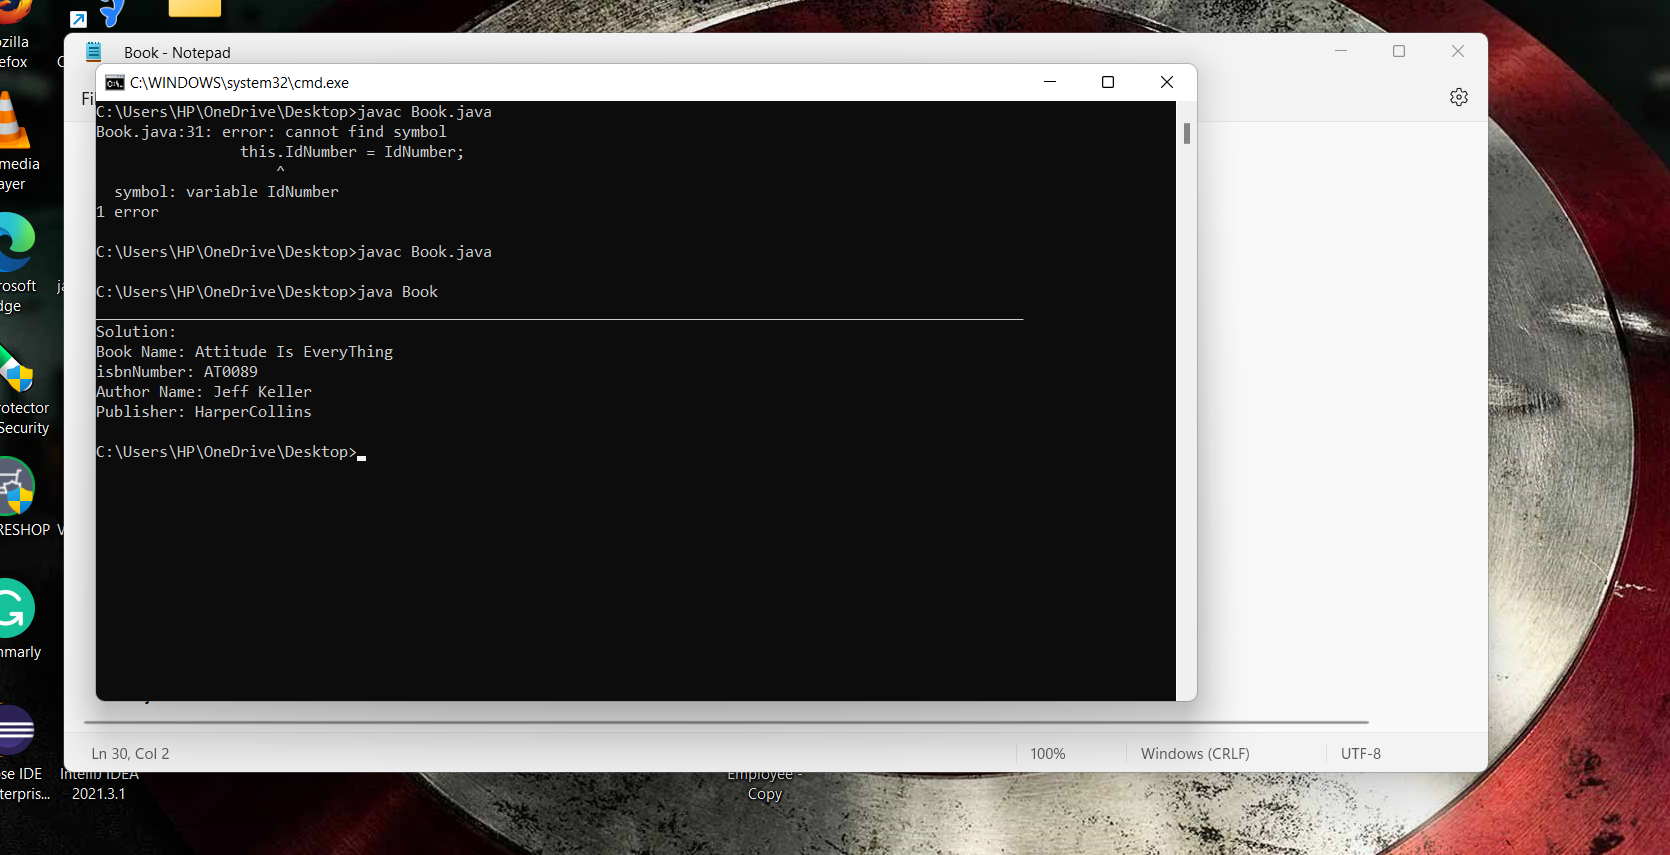 Book - Notepad
C:\WINDOWS\system32\cmd.exe
C:\Users\HP\OneDrive\Desktop>javac Book.java
Book.java:31: error: cannot find symbol
this.IdNumber = IdNumber;
^
symbol: variable IdNumber
1 error
C:\Users\HP\OneDrive\Desktop>javac Book.java
C:\Users\HP\OneDrive\Desktop>java Book
Solution:
Book Name: Attitude Is EveryThing
isbnNumber: AT0089
Author Name: Jeff Keller
Publisher: HarperCollins
C:\Users\HP\OneDrive\Desktop>
Ln 30, Col 2
100%
Windows (CRLF)
UTF-8
zilla
efox
media
ayer
rosoft
dge
rotector
Security
RESHOP
mmarly
se IDE
terpris...
IntelliJ IDEA
2021.3.1
Employee -
Copy